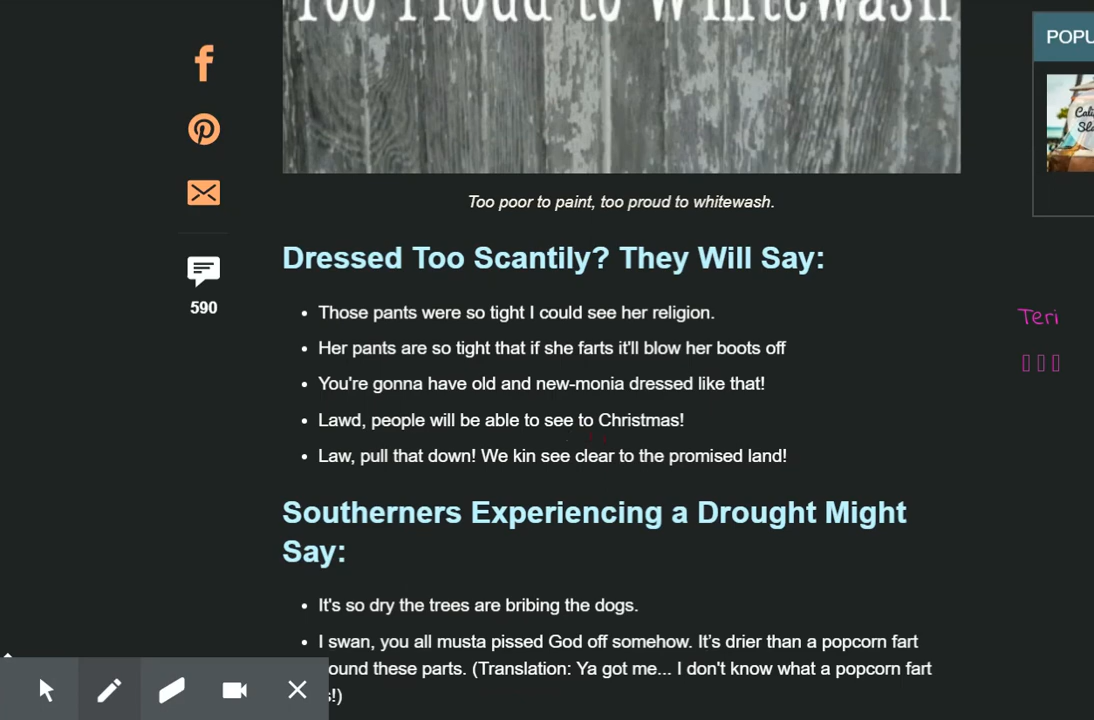 Too Proud to Whitewash
POPU
Cali
Sla
Too poor to paint, too proud to whitewash.
Dressed Too Scantily? They Will Say:
590
Those pants were so tight I could see her religion.
Teri
Her pants are so tight that if she farts it'll blow her boots off
You're gonna have old and new-monia dressed like that!
Lawd, people will be able to see to Christmas!
Law, pull that down! We kin see clear to the promised land!
Southerners Experiencing a Drought Might
Say:
It's so dry the trees are bribing the dogs.
I swan, you all musta pissed God off somehow. It’s drier than a popcorn fart
ound these parts. (Translation: Ya got me... I don't know what a popcorn fart
s!)